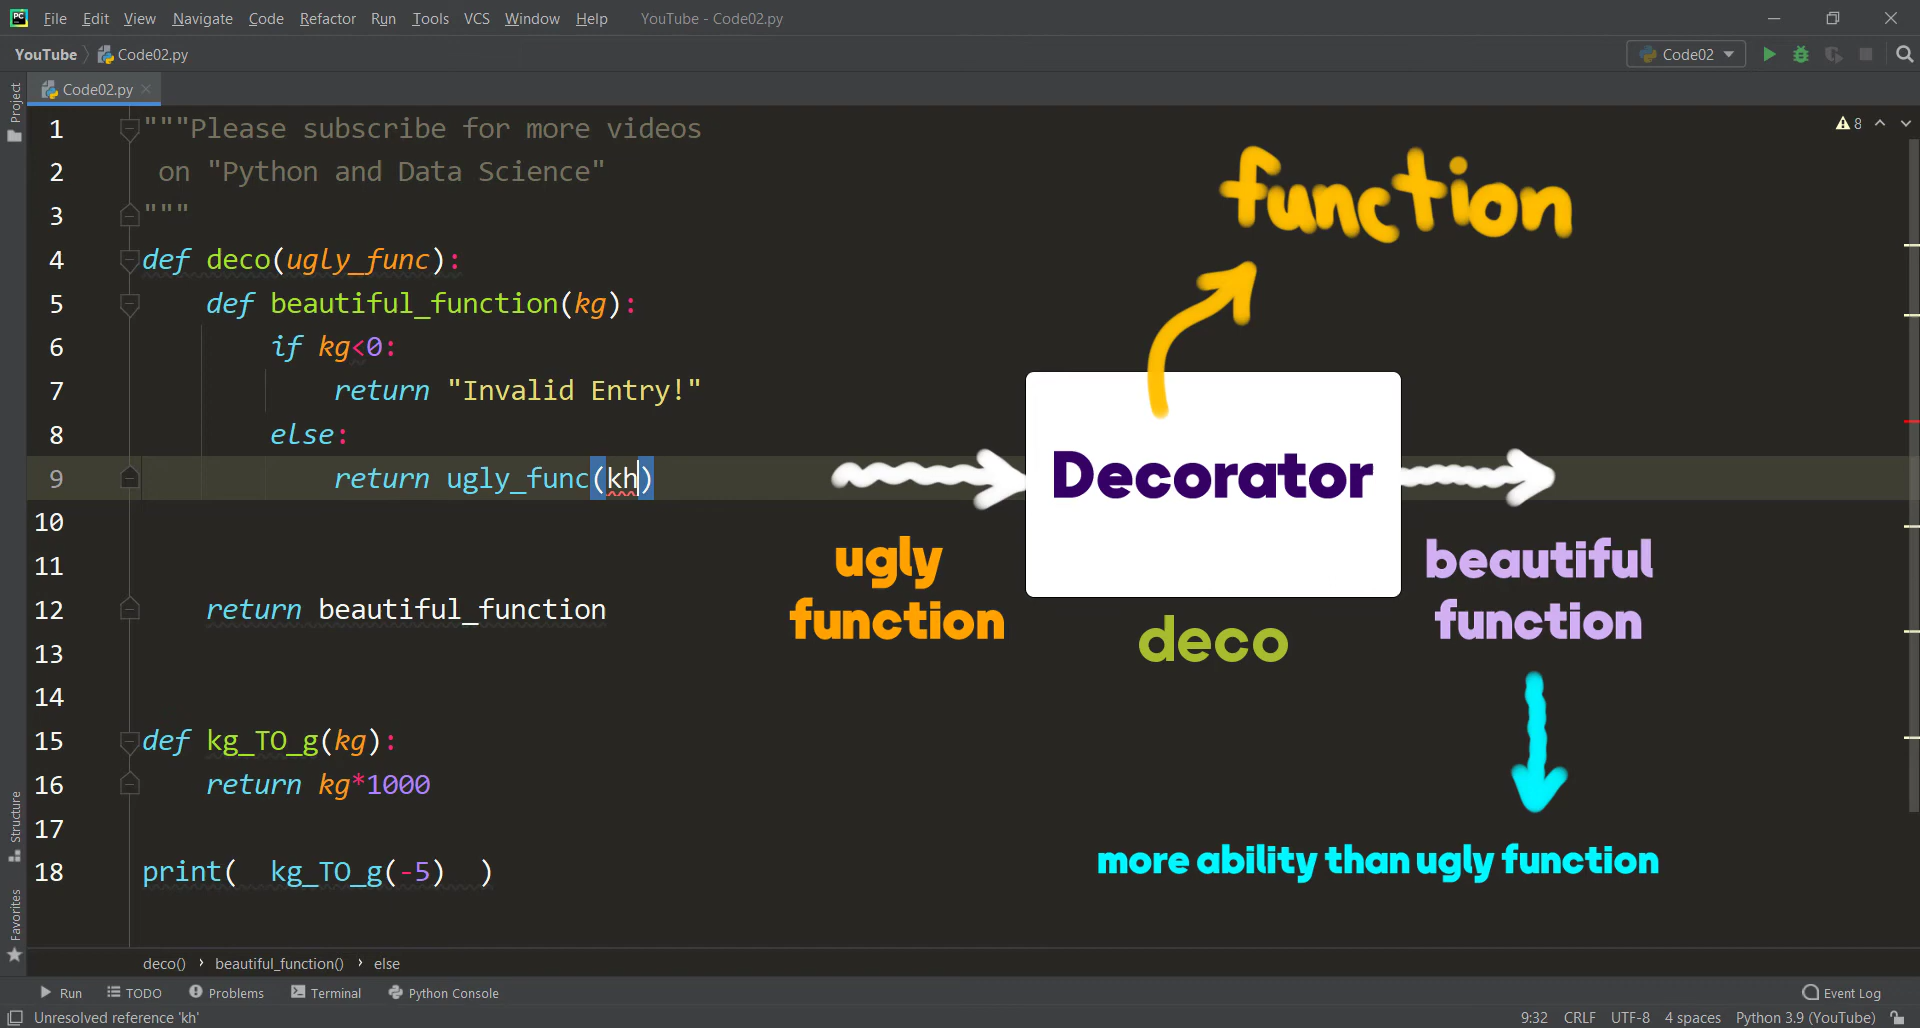 PC File Edit View Navigate Code Refactor Run Tools VCS Window Help YouTube - Code02.py
YouTube Code02.py Code02
Project Code02.py
1 """Please subscribe for more videos
2 on "Python and Data Science"
3 """
4 def deco(ugly_func):
5 def beautiful_function(kg):
6 if kg<0:
7 return "Invalid Entry!"
8 else:
9 return ugly_func(kh)
10
11
12 return beautiful_function
13
14
15 def kg_TO_g(kg):
16 return kg*1000
17
18 print( kg_TO_g(-5) )
8
function
Decorator
ugly
function
deco
beautiful
function
more ability than ugly function
Structure
Favorites
deco() › beautiful_function() › else
Run TODO Problems Terminal Python Console Event Log
Unresolved reference 'kh' 9:32 CRLF UTF-8 4 spaces Python 3.9 (YouTube)